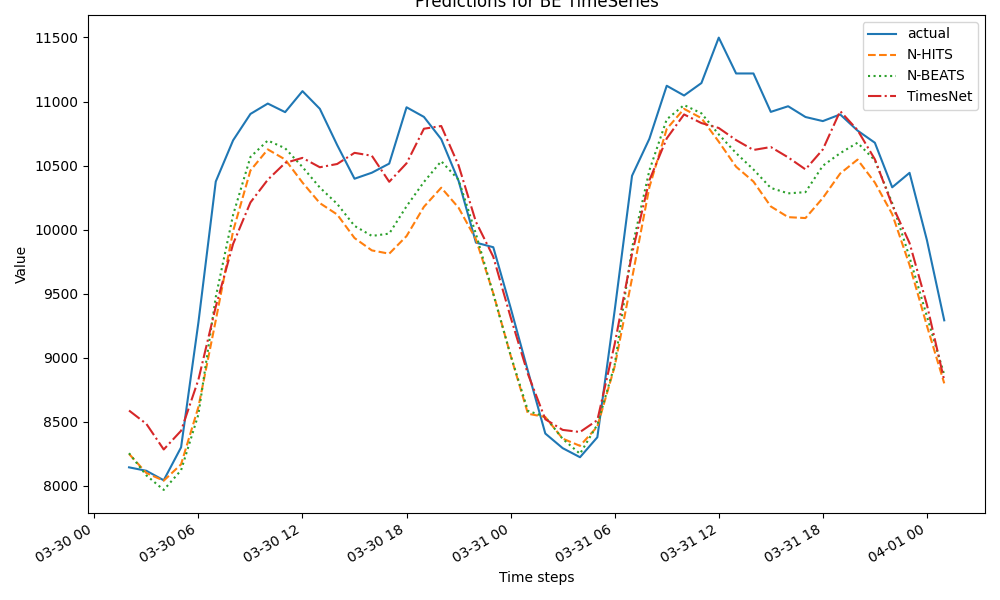 Predictions for BE TimeSeries
actual
N-HITS
N-BEATS
TimesNet
11500
11000
10500
10000
9500
9000
8500
8000
Value
03-30 00
03-30 06
03-30 12
03-30 18
03-31 00
03-31 06
03-31 12
03-31 18
04-01 00
Time steps